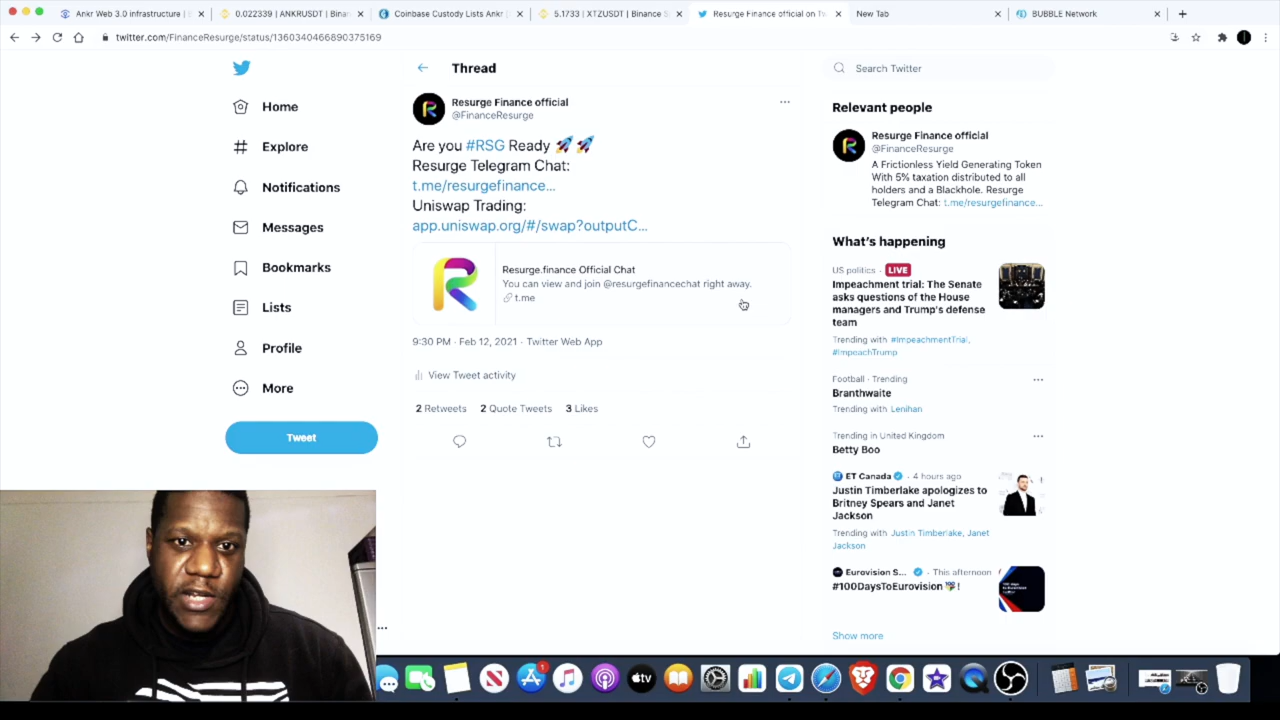 Ankr Web 3.0 infrastructure |
0.022339 | ANKRUSDT | Binan
Coinbase Custody Lists Ankr |
5.1733 | XTZUSDT | Binance S
Resurge Finance official on Tw
New Tab
BUBBLE Network
twitter.com/FinanceResurge/status/1360340466890375169
Home
Explore
Notifications
Messages
Bookmarks
Lists
Profile
More
Tweet
Thread
Resurge Finance official
@FinanceResurge
Are you #RSG Ready 🚀 🚀
Resurge Telegram Chat:
t.me/resurgefinance…
Uniswap Trading:
app.uniswap.org/#/swap?outputC…
Resurge.finance Official Chat
You can view and join @resurgefinancechat right away.
t.me
9:30 PM · Feb 12, 2021 · Twitter Web App
View Tweet activity
2 Retweets 2 Quote Tweets 3 Likes
Search Twitter
Relevant people
Resurge Finance official
@FinanceResurge
A Frictionless Yield Generating Token
With 5% taxation distributed to all
holders and a Blackhole. Resurge
Telegram Chat: t.me/resurgefinance…
What's happening
US politics · LIVE
Impeachment trial: The Senate
asks questions of the House
managers and Trump's defense
team
Trending with #ImpeachmentTrial,
#ImpeachTrump
Football · Trending
Branthwaite
Trending with Lenihan
Trending in United Kingdom
Betty Boo
ET Canada · 4 hours ago
Justin Timberlake apologizes to
Britney Spears and Janet
Jackson
Trending with Justin Timberlake, Janet
Jackson
Eurovision S... · This afternoon
#100DaysToEurovision !
Show more
1
tv